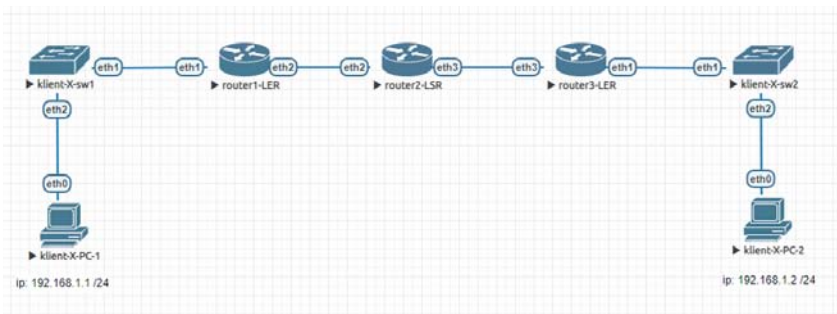 eth1
eth1
eth2
eth2
eth3
eth3
eth1
eth1
klient-X-sw1
router1-LER
router2-LSR
router3-LER
klient-X-sw2
eth2
eth2
eth0
eth0
klient-X-PC-1
klient-X-PC-2
ip: 192.168.1.1 /24
ip: 192.168.1.2 /24